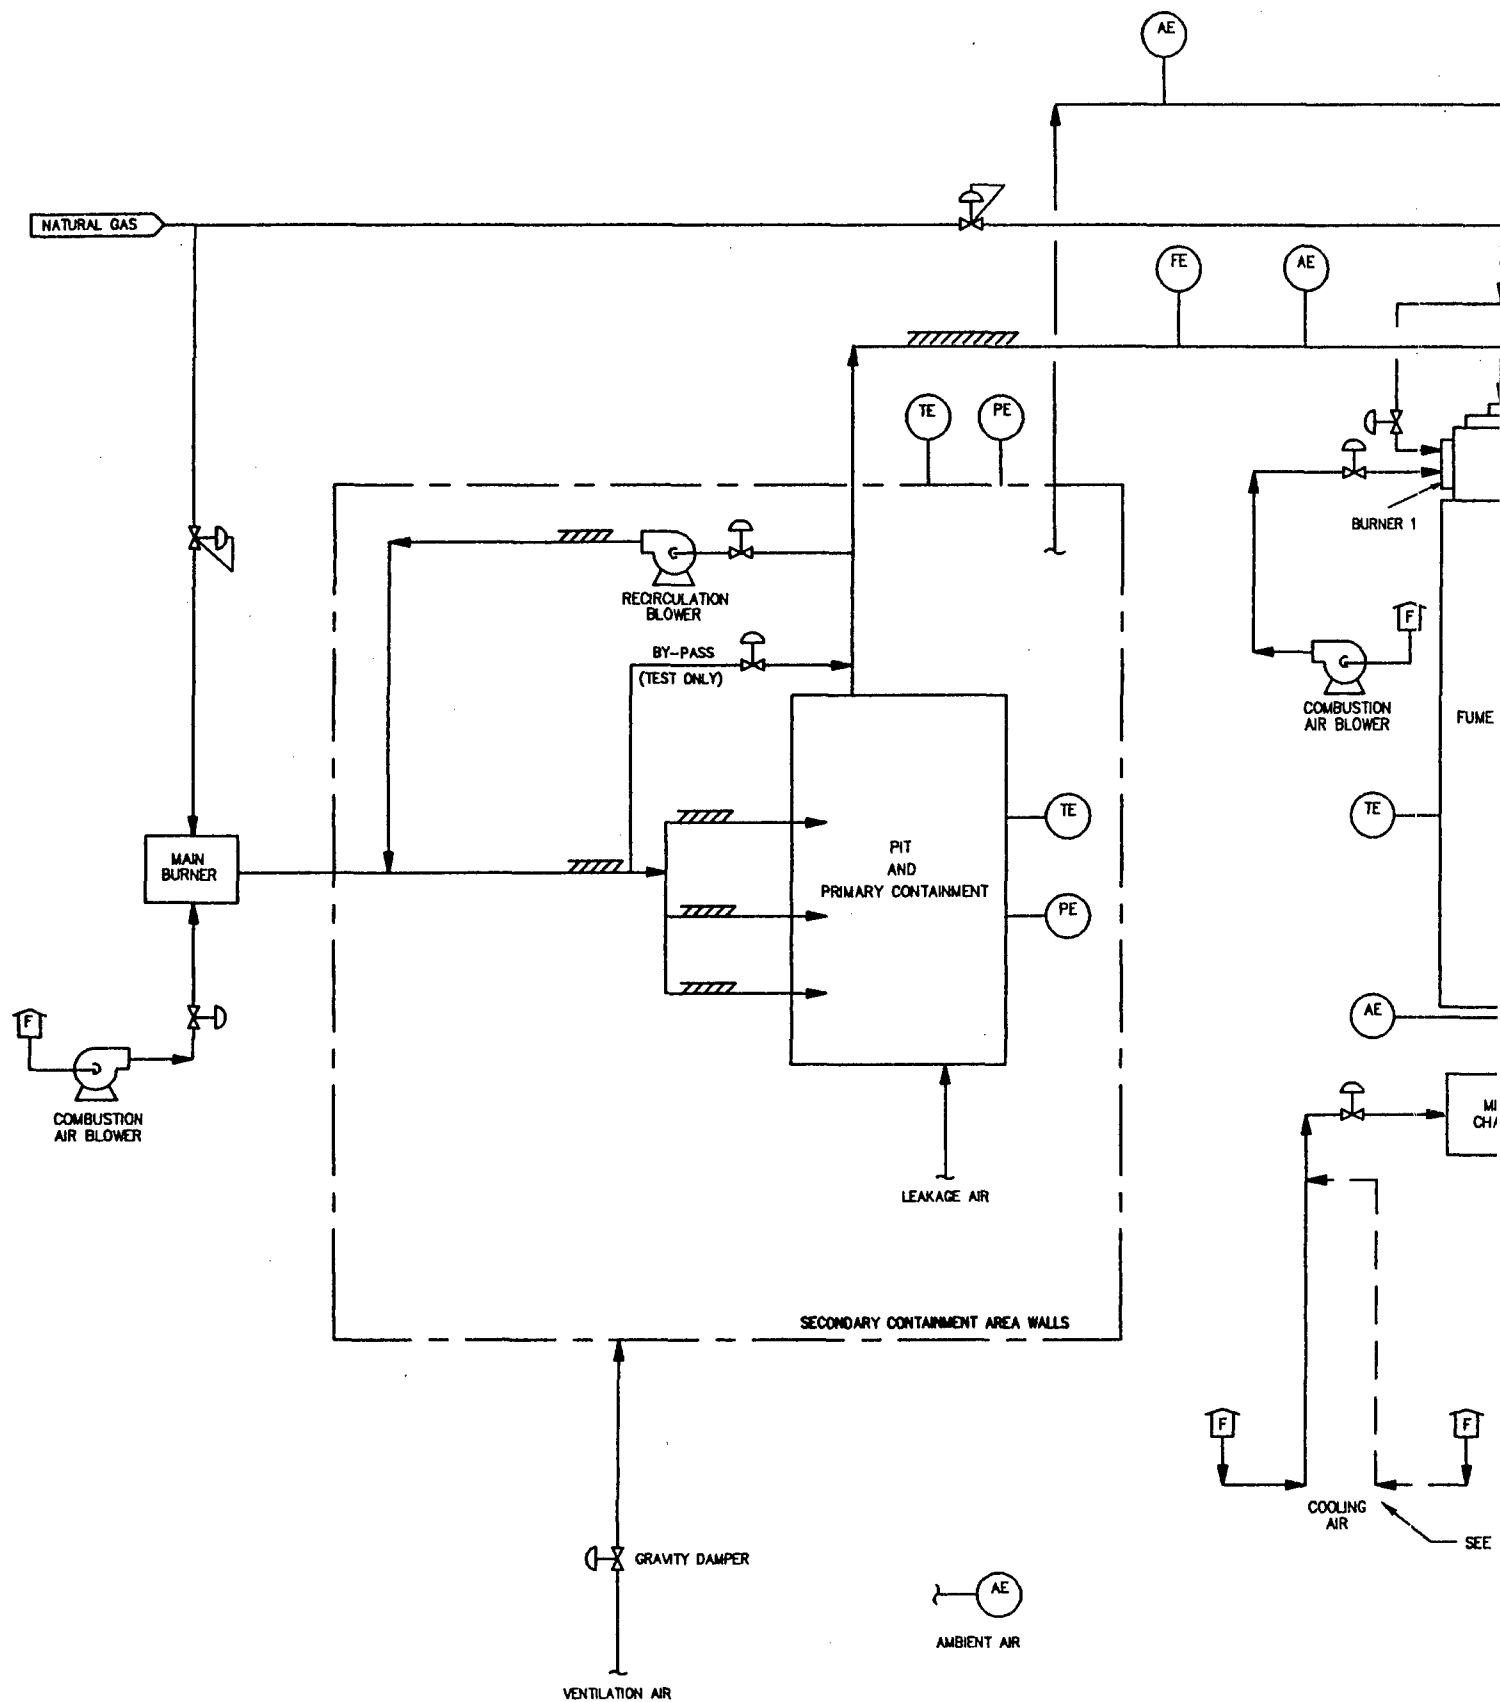 AE
NATURAL GAS
FE
AE
TE
PE
BURNER 1
RECIRCULATION
BLOWER
F
BY-PASS
(TEST ONLY)
COMBUSTION
AIR BLOWER
FUME
TE
TE
MAIN
BURNER
PIT
AND
PRIMARY CONTAINMENT
PE
F
AE
COMBUSTION
AIR BLOWER
MI
CHA
LEAKAGE AIR
SECONDARY CONTAINMENT AREA WALLS
F
F
COOLING
AIR
SEE
GRAVITY DAMPER
AE
AMBIENT AIR
VENTILATION AIR